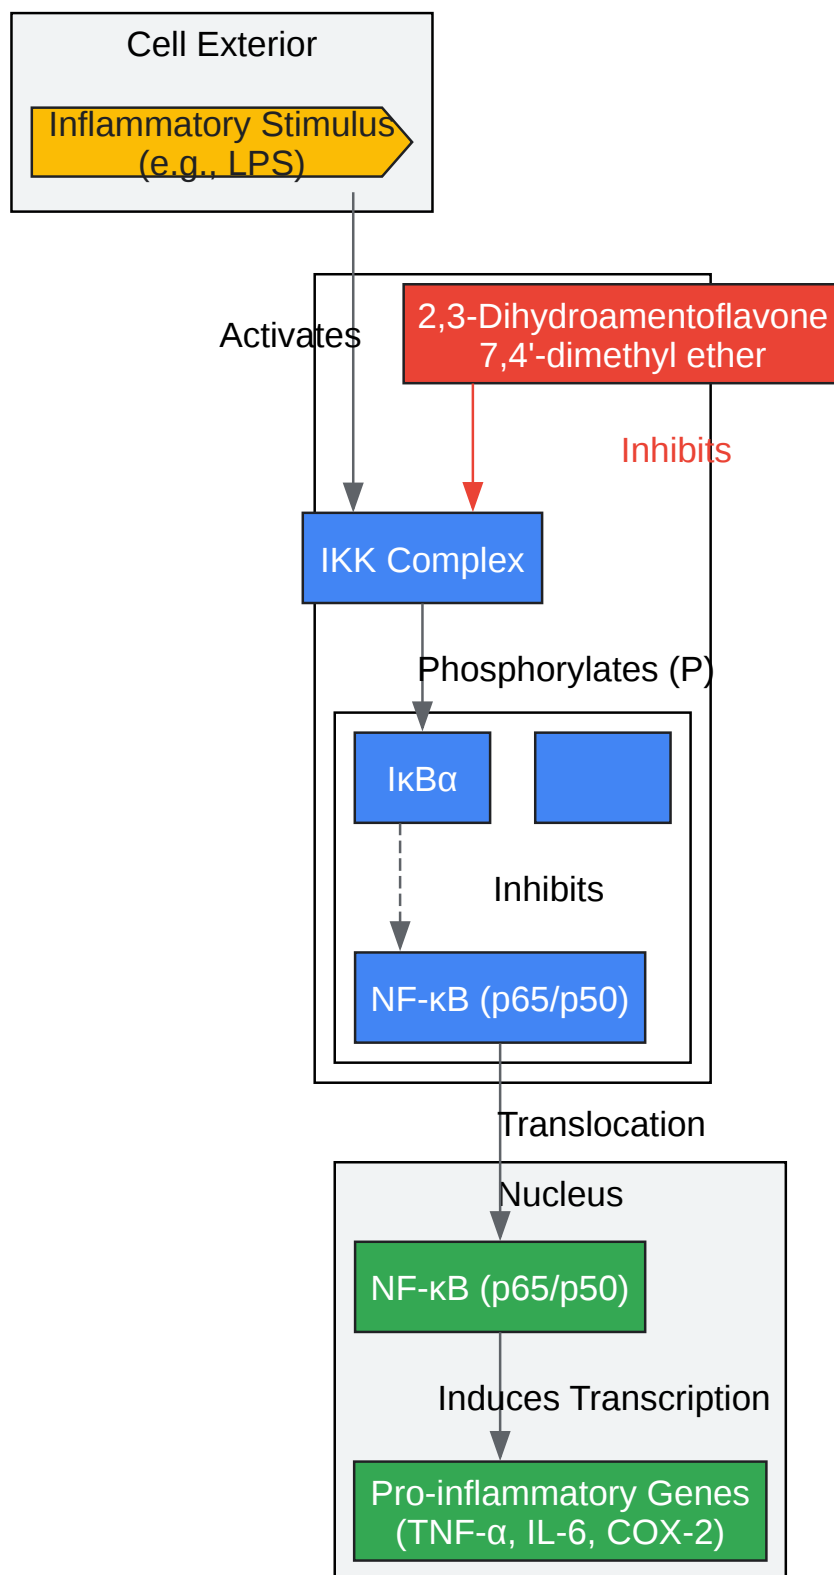 Cell Exterior
Inflammatory Stimulus
(e.g., LPS)
Activates
2,3-Dihydroamentoflavone
7,4'-dimethyl ether
Inhibits
IKK Complex
Phosphorylates (P)
IκBα
Inhibits
NF-κB (p65/p50)
Translocation
Nucleus
NF-κB (p65/p50)
Induces Transcription
Pro-inflammatory Genes
(TNF-α, IL-6, COX-2)